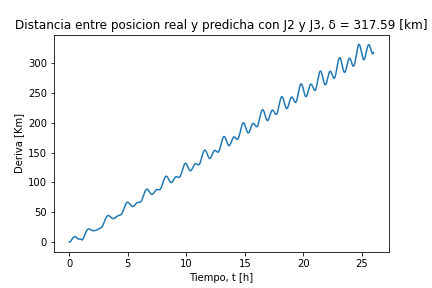 Distancia entre posicion real y predicha con J2 y J3, δ = 317.59 [km]
300
250
200
150
100
50
0
Deriva [Km]
0 5 10 15 20 25
Tiempo, t [h]